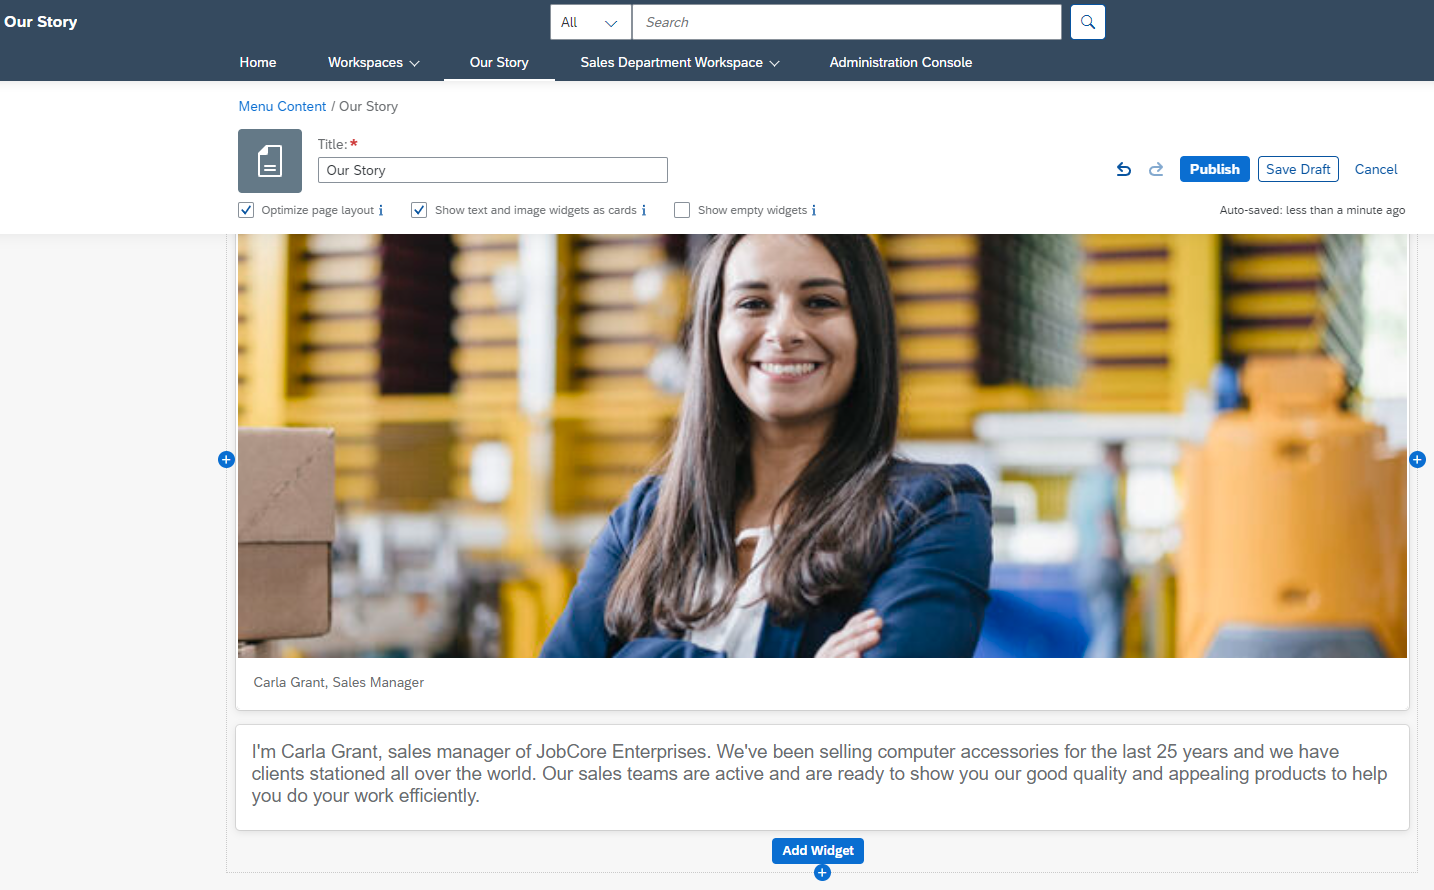 Our Story
All
Search
Home Workspaces Our Story Sales Department Workspace Administration Console
Menu Content / Our Story
Title:*
Our Story
Publish Save Draft Cancel
Optimize page layout i Show text and image widgets as cards i Show empty widgets i Auto-saved: less than a minute ago
Carla Grant, Sales Manager
I'm Carla Grant, sales manager of JobCore Enterprises. We've been selling computer accessories for the last 25 years and we have
clients stationed all over the world. Our sales teams are active and are ready to show you our good quality and appealing products to help
you do your work efficiently.
Add Widget